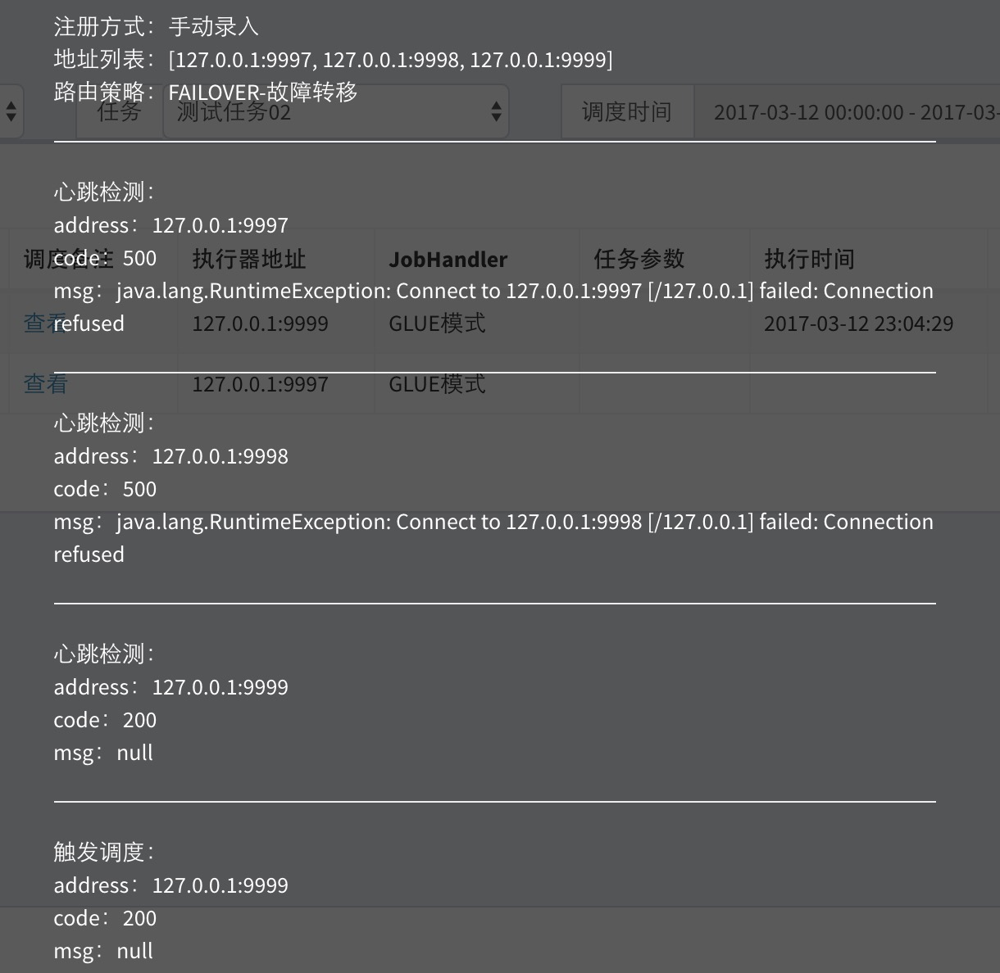 注册方式：手动录入
地址列表：[127.0.0.1:9997, 127.0.0.1:9998, 127.0.0.1:9999]
路由策略：FAILOVER-故障转移
任务 测试任务02 调度时间 2017-03-12 00:00:00 - 2017-03-
心跳检测：
address：127.0.0.1:9997
code：500
调度备注 执行器地址 JobHandler 任务参数 执行时间
msg：java.lang.RuntimeException: Connect to 127.0.0.1:9997 [/127.0.0.1] failed: Connection
refused
查看 127.0.0.1:9999 GLUE模式 2017-03-12 23:04:29
查看 127.0.0.1:9997 GLUE模式
心跳检测：
address：127.0.0.1:9998
code：500
msg：java.lang.RuntimeException: Connect to 127.0.0.1:9998 [/127.0.0.1] failed: Connection
refused
心跳检测：
address：127.0.0.1:9999
code：200
msg：null
触发调度：
address：127.0.0.1:9999
code：200
msg：null